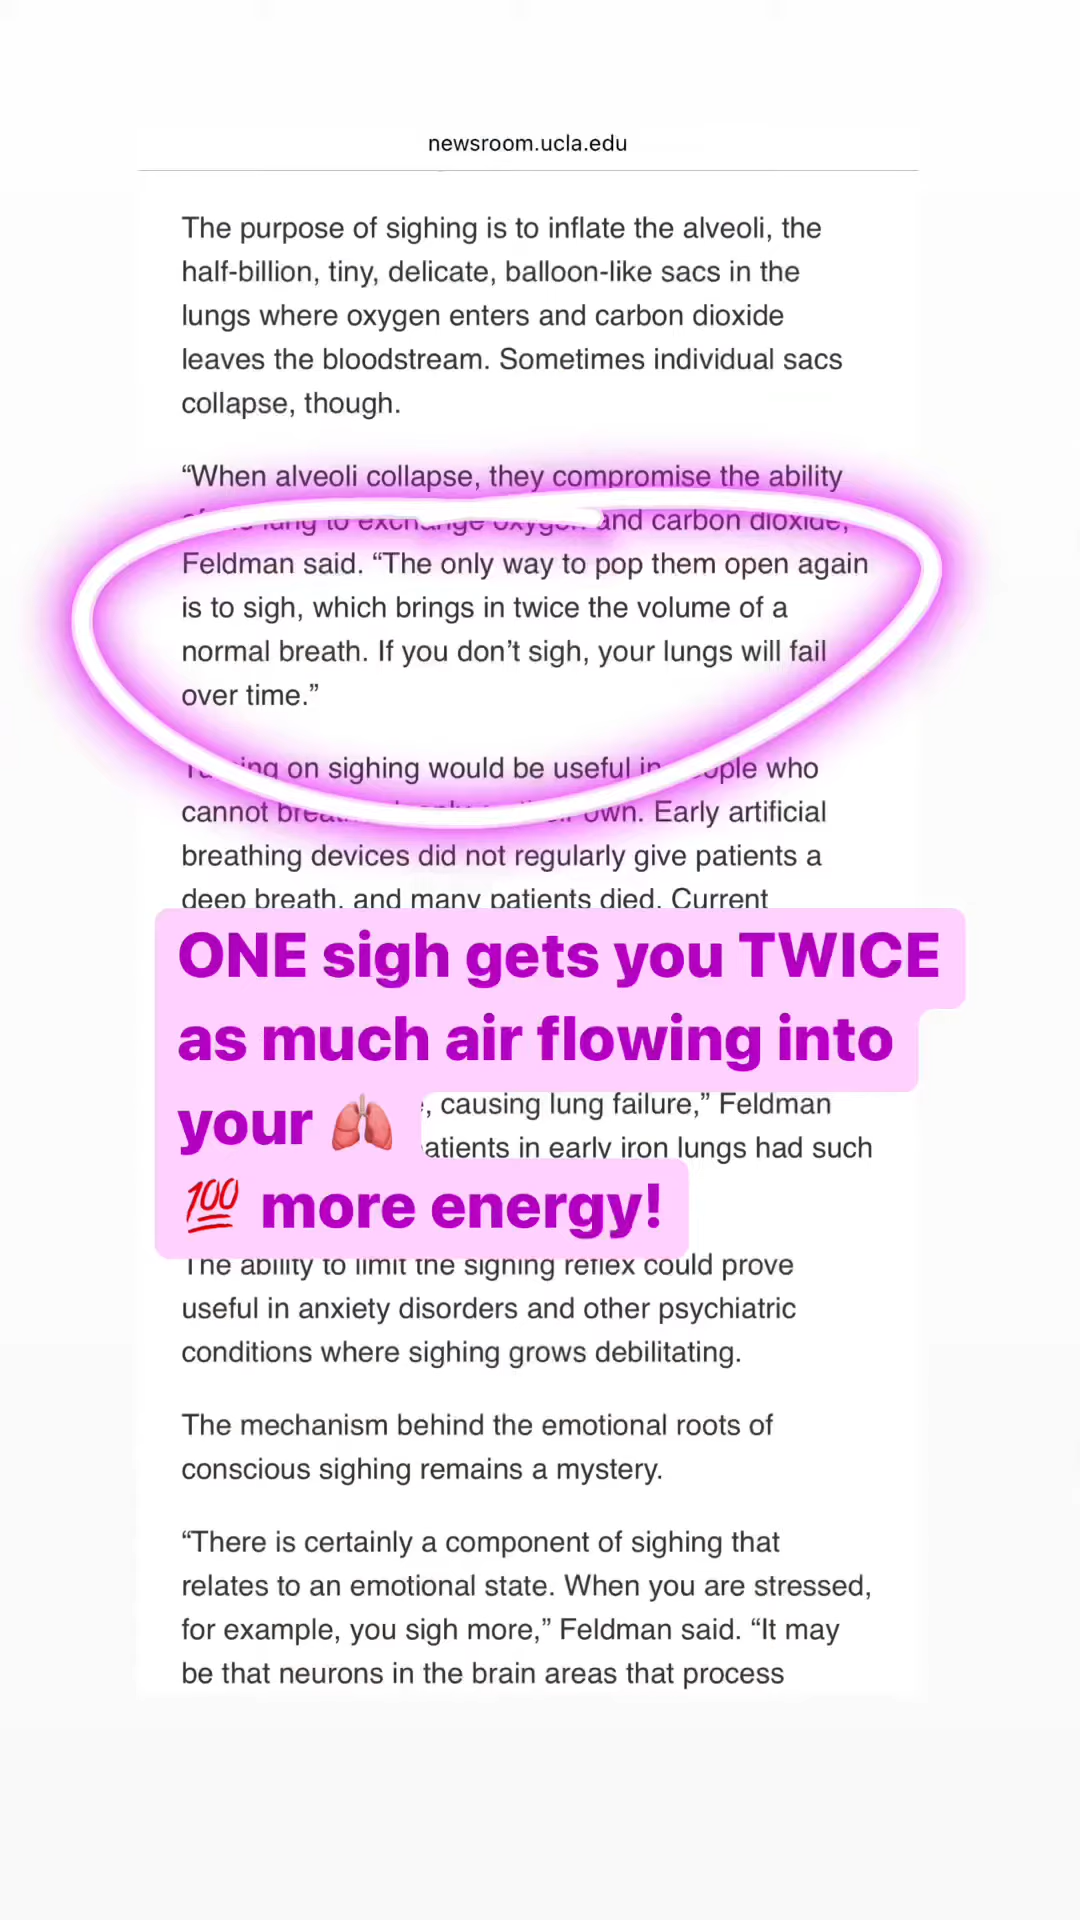 newsroom.ucla.edu
The purpose of sighing is to inflate the alveoli, the
half-billion, tiny, delicate, balloon-like sacs in the
lungs where oxygen enters and carbon dioxide
leaves the bloodstream. Sometimes individual sacs
collapse, though.
“When alveoli collapse, they compromise the ability
lung to exchange oxygen and carbon dioxide,
Feldman said. “The only way to pop them open again
is to sigh, which brings in twice the volume of a
normal breath. If you don’t sigh, your lungs will fail
over time.”
on sighing would be useful in people who
cannot own. Early artificial
breathing devices did not regularly give patients a
deep breath, and many patients died. Current
ONE sigh gets you TWICE
as much air flowing into
your 🫁
, causing lung failure,” Feldman
atients in early iron lungs had such
💯 more energy!
The ability to limit the sighing reflex could prove
useful in anxiety disorders and other psychiatric
conditions where sighing grows debilitating.
The mechanism behind the emotional roots of
conscious sighing remains a mystery.
“There is certainly a component of sighing that
relates to an emotional state. When you are stressed,
for example, you sigh more,” Feldman said. “It may
be that neurons in the brain areas that process